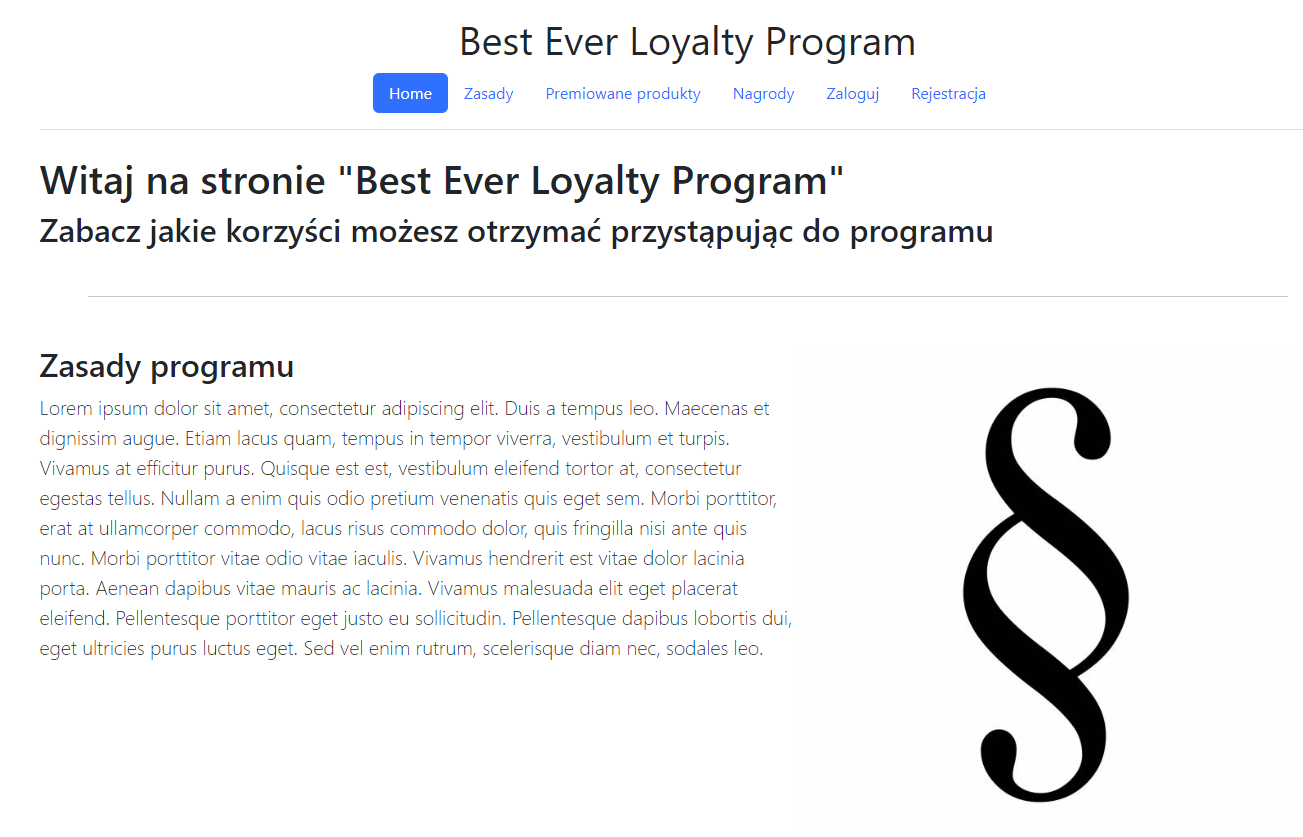 Best Ever Loyalty Program
Home Zasady Premiowane produkty Nagrody Zaloguj Rejestracja
Witaj na stronie "Best Ever Loyalty Program"
Zabacz jakie korzyści możesz otrzymać przystąpując do programu
Zasady programu
Lorem ipsum dolor sit amet, consectetur adipiscing elit. Duis a tempus leo. Maecenas et
dignissim augue. Etiam lacus quam, tempus in tempor viverra, vestibulum et turpis.
Vivamus at efficitur purus. Quisque est est, vestibulum eleifend tortor at, consectetur
egestas tellus. Nullam a enim quis odio pretium venenatis quis eget sem. Morbi porttitor,
erat at ullamcorper commodo, lacus risus commodo dolor, quis fringilla nisi ante quis
nunc. Morbi porttitor vitae odio vitae iaculis. Vivamus hendrerit est vitae dolor lacinia
porta. Aenean dapibus vitae mauris ac lacinia. Vivamus malesuada elit eget placerat
eleifend. Pellentesque porttitor eget justo eu sollicitudin. Pellentesque dapibus lobortis dui,
eget ultricies purus luctus eget. Sed vel enim rutrum, scelerisque diam nec, sodales leo.
§